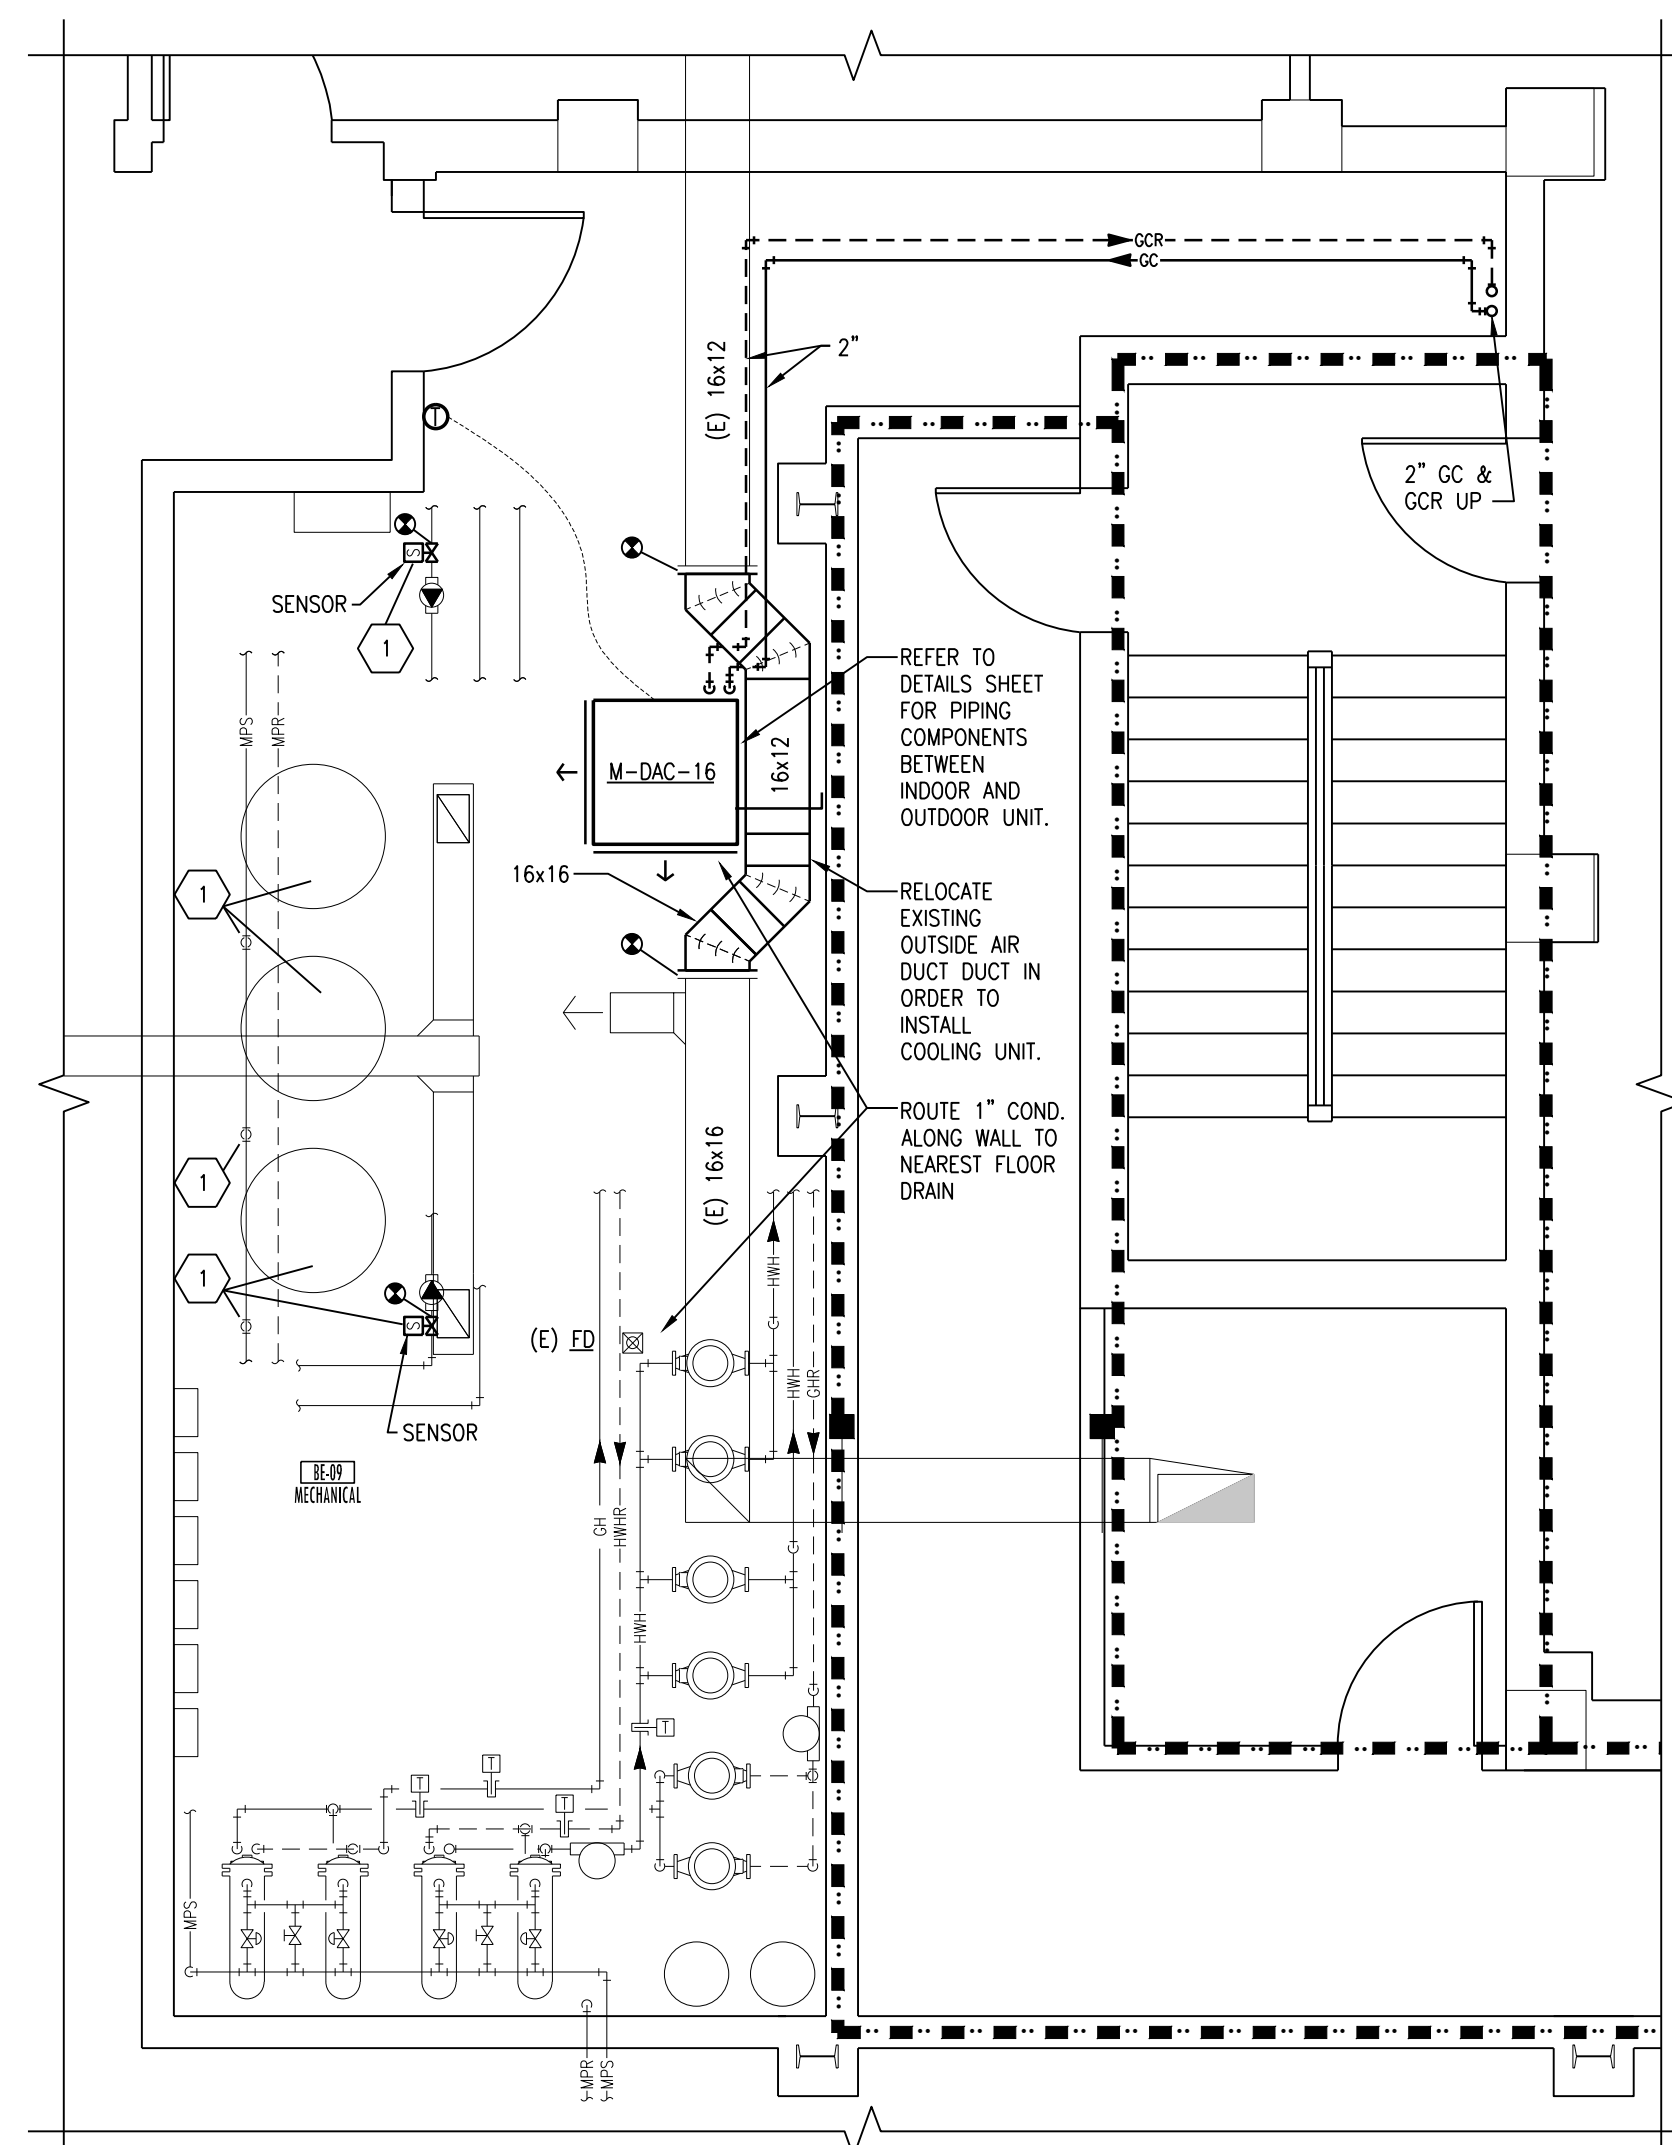 GCR
GC
(E) 16x12
2"
T
2" GC &
GCR UP
S
SENSOR
1
MPS
MPR
REFER TO
DETAILS SHEET
FOR PIPING
COMPONENTS
BETWEEN
INDOOR AND
OUTDOOR UNIT.
M-DAC-16
16x12
16x16
1
RELOCATE
EXISTING
OUTSIDE AIR
DUCT DUCT IN
ORDER TO
INSTALL
COOLING UNIT.
ROUTE 1" COND.
ALONG WALL TO
NEAREST FLOOR
DRAIN
(E) 16x16
1
1
HWH
S
(E) FD
HWH
GHR
SENSOR
BE-09
MECHANICAL
GH
HWHR
HWH
T
T
T
T
MPS
MPR
MPS